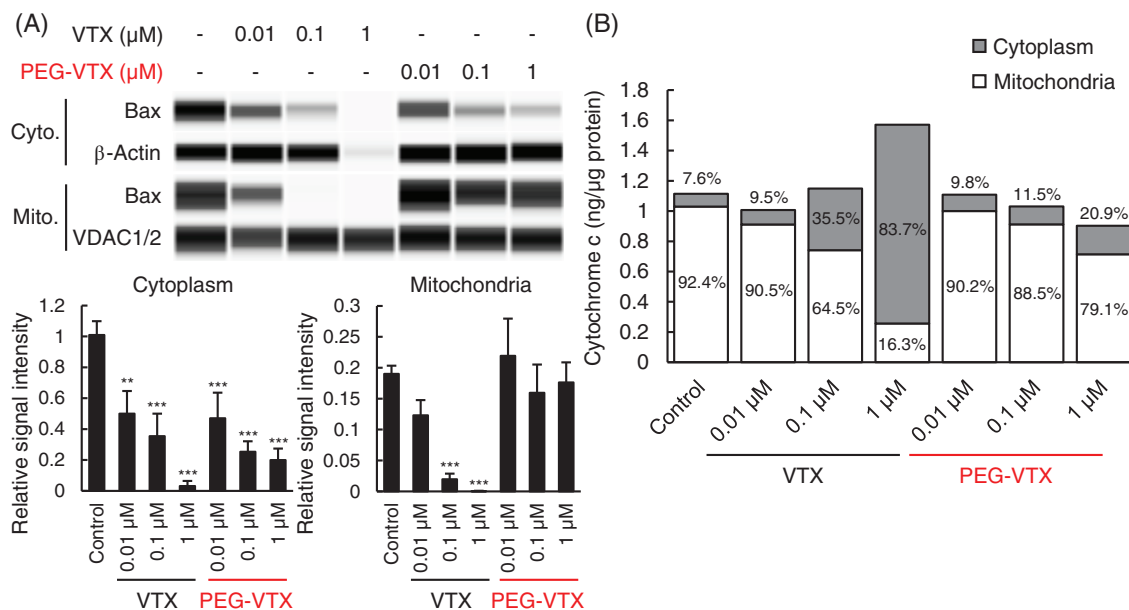 (A)
VTX (μM) - 0.01 0.1 1 - - -
PEG-VTX (μM) - - - - 0.01 0.1 1
Cyto.
Bax
β-Actin
Mito.
Bax
VDAC1/2
Cytoplasm
Relative signal intensity
1.2
1
0.8
0.6
0.4
0.2
0
**
***
***
***
***
***
Control
0.01 μM
0.1 μM
1 μM
0.01 μM
0.1 μM
1 μM
VTX
PEG-VTX
Mitochondria
Relative signal intensity
0.3
0.25
0.2
0.15
0.1
0.05
0
***
***
Control
0.01 μM
0.1 μM
1 μM
0.01 μM
0.1 μM
1 μM
VTX
PEG-VTX
(B)
Cytoplasm
Mitochondria
Cytochrome c (ng/μg protein)
1.8
1.6
1.4
1.2
1
0.8
0.6
0.4
0.2
0
7.6%
92.4%
9.5%
90.5%
35.5%
64.5%
83.7%
16.3%
9.8%
90.2%
11.5%
88.5%
20.9%
79.1%
Control
0.01 μM
0.1 μM
1 μM
0.01 μM
0.1 μM
1 μM
VTX
PEG-VTX